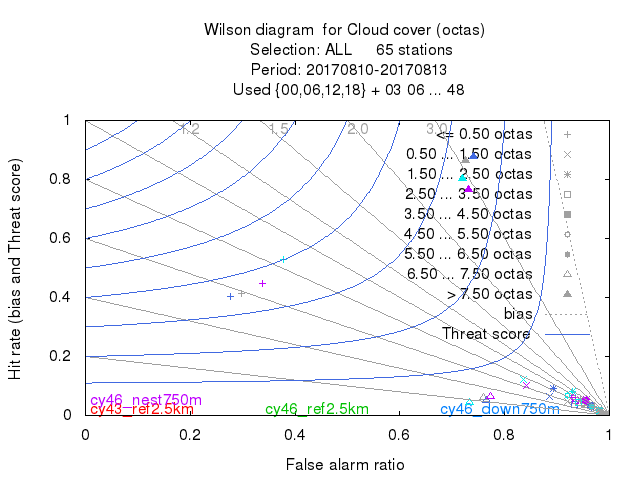 Wilson diagram  for Cloud cover (octas)
Selection: ALL     65 stations
Period: 20170810-20170813
Used {00,06,12,18} + 03 06 ... 48
1
1.2
1.5
2.0
3.0
<= 0.50 octas
0.50 ... 1.50 octas
1.50 ... 2.50 octas
0.8
2.50 ... 3.50 octas
3.50 ... 4.50 octas
0.6
4.50 ... 5.50 octas
5.50 ... 6.50 octas
6.50 ... 7.50 octas
0.4
> 7.50 octas
bias
Threat score
0.2
Hit rate (bias and Threat score)
cy46_nest750m
cy43_ref2.5km
cy46_ref2.5km
cy46_down750m
0
0
0.2
0.4
0.6
0.8
1
False alarm ratio